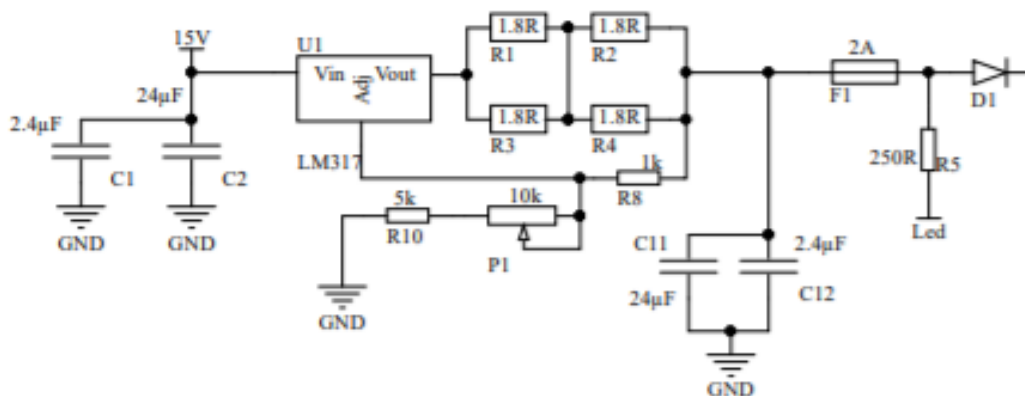 15V
U1
1.8R
1.8R
2A
Vin
Adj
Vout
R1
R2
24µF
F1
D1
2.4µF
1.8R
1.8R
C1
C2
LM317
R3
R4
1k
250R
R5
GND
GND
5k
10k
R8
R10
P1
C11
2.4µF
Led
GND
24µF
C12
GND